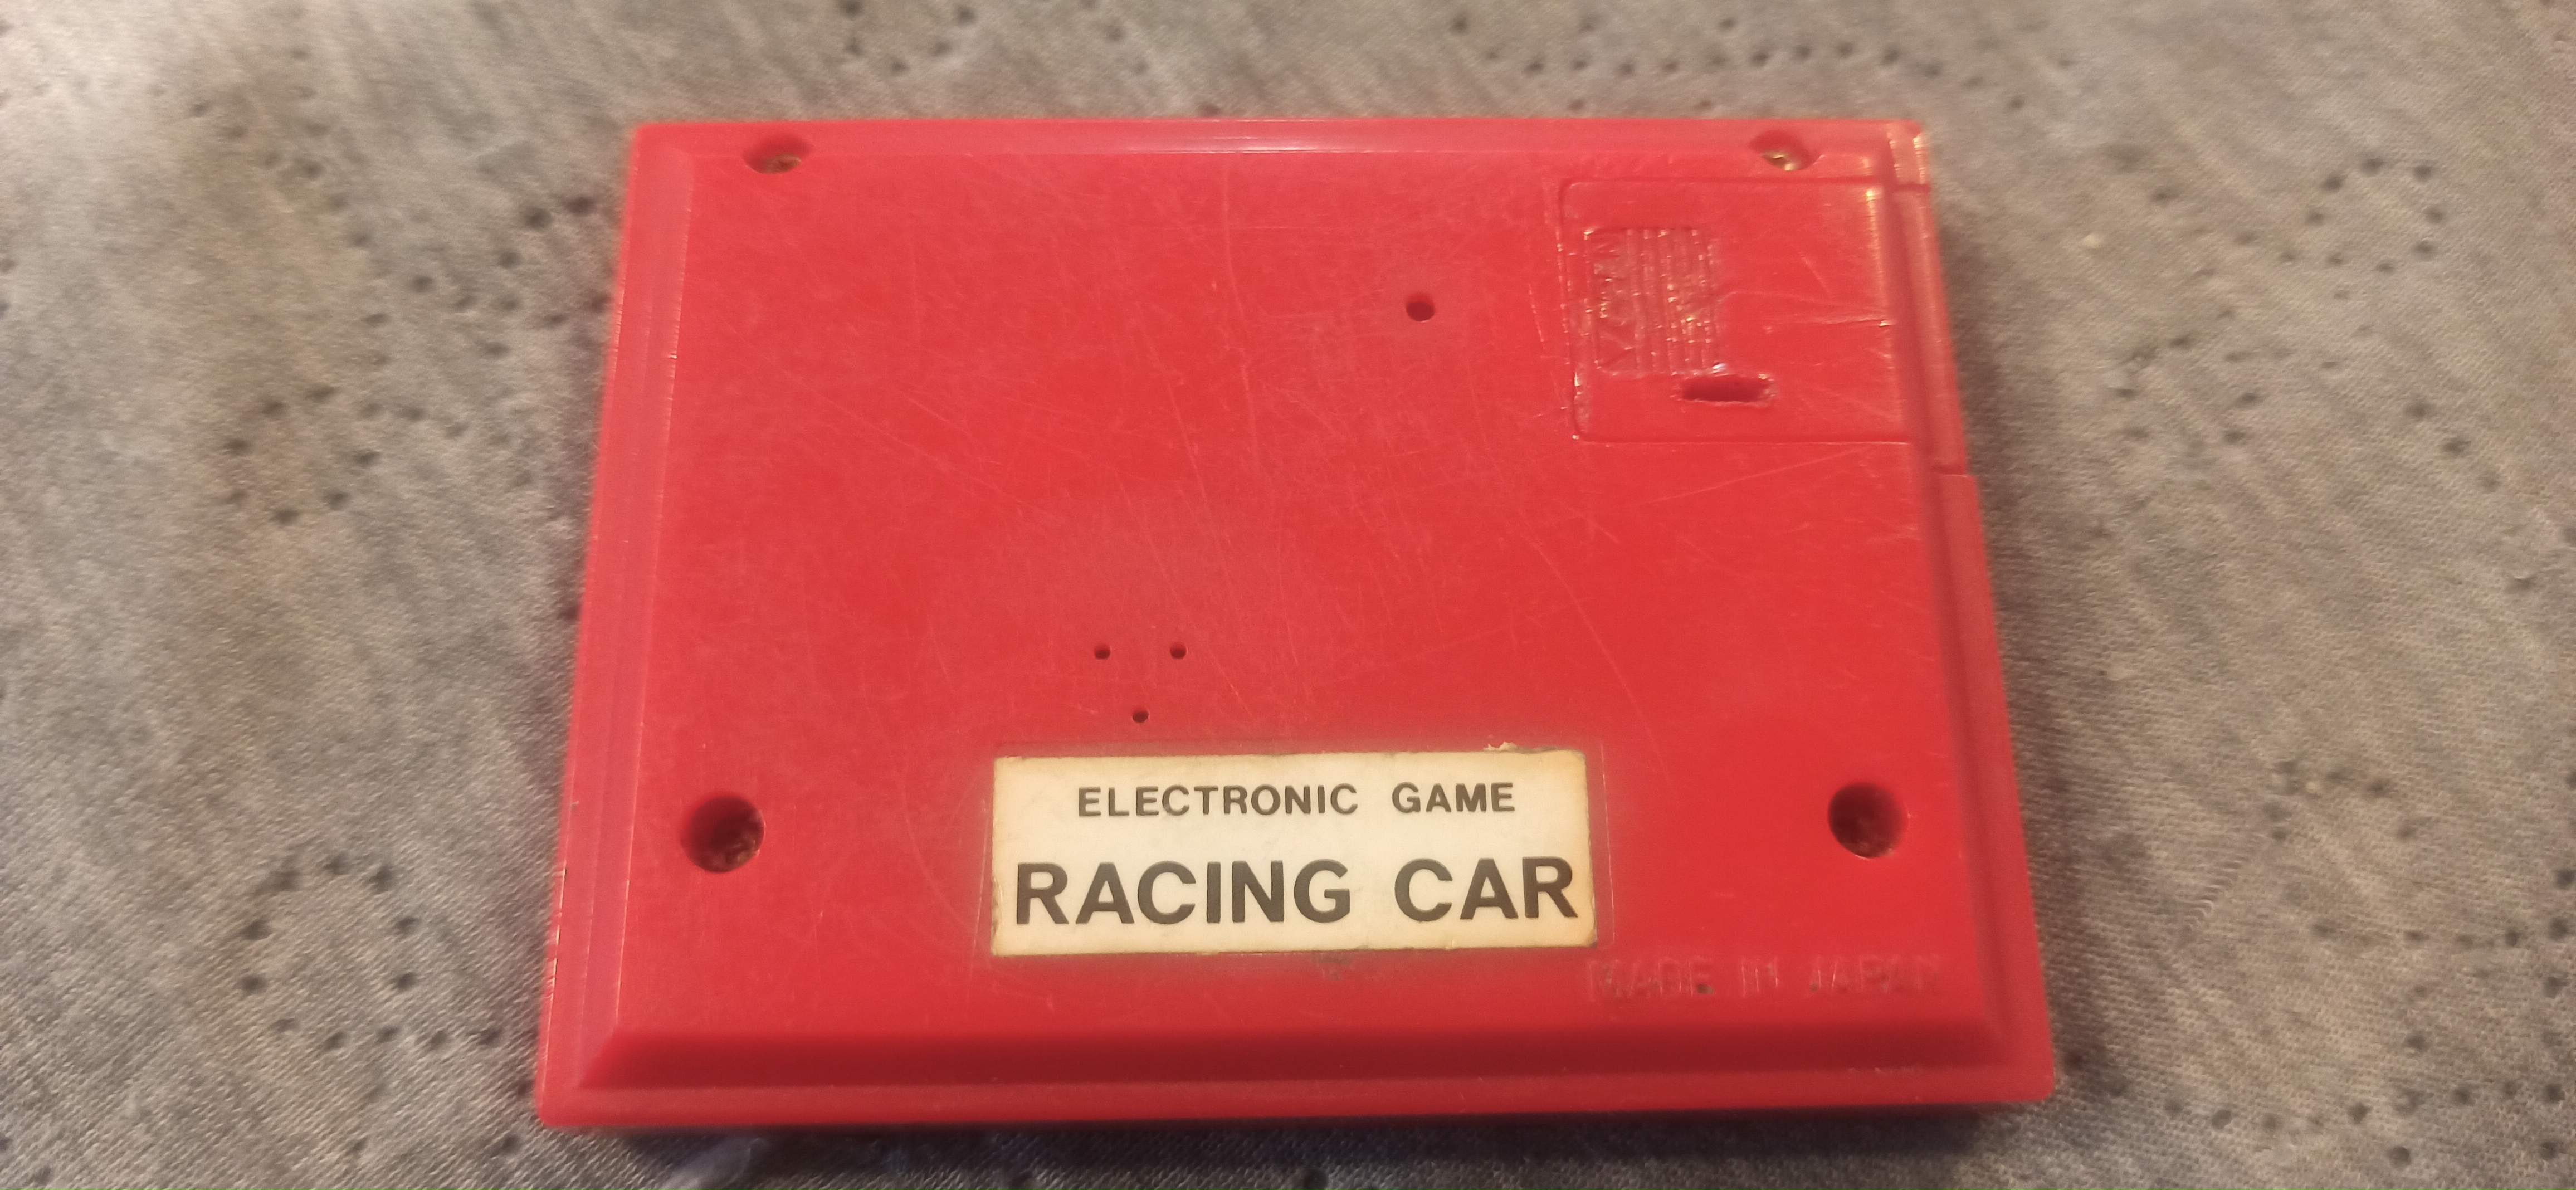 ELECTRONIC GAME
RACING CAR
MADE IN JAPAN